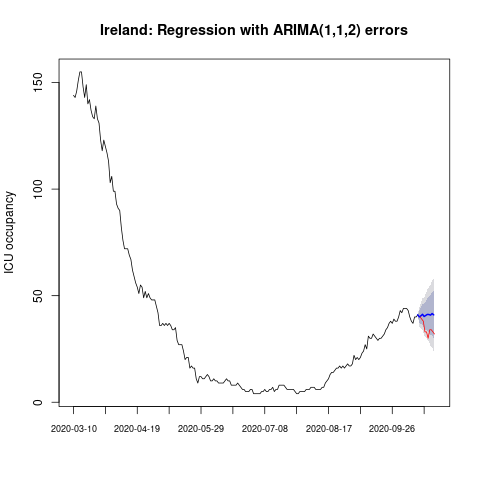 Ireland: Regression with ARIMA(1,1,2) errors
ICU occupancy
150
100
50
0
2020-03-10 2020-04-19 2020-05-29 2020-07-08 2020-08-17 2020-09-26